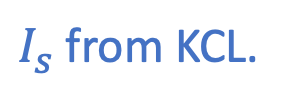 I_s from KCL.